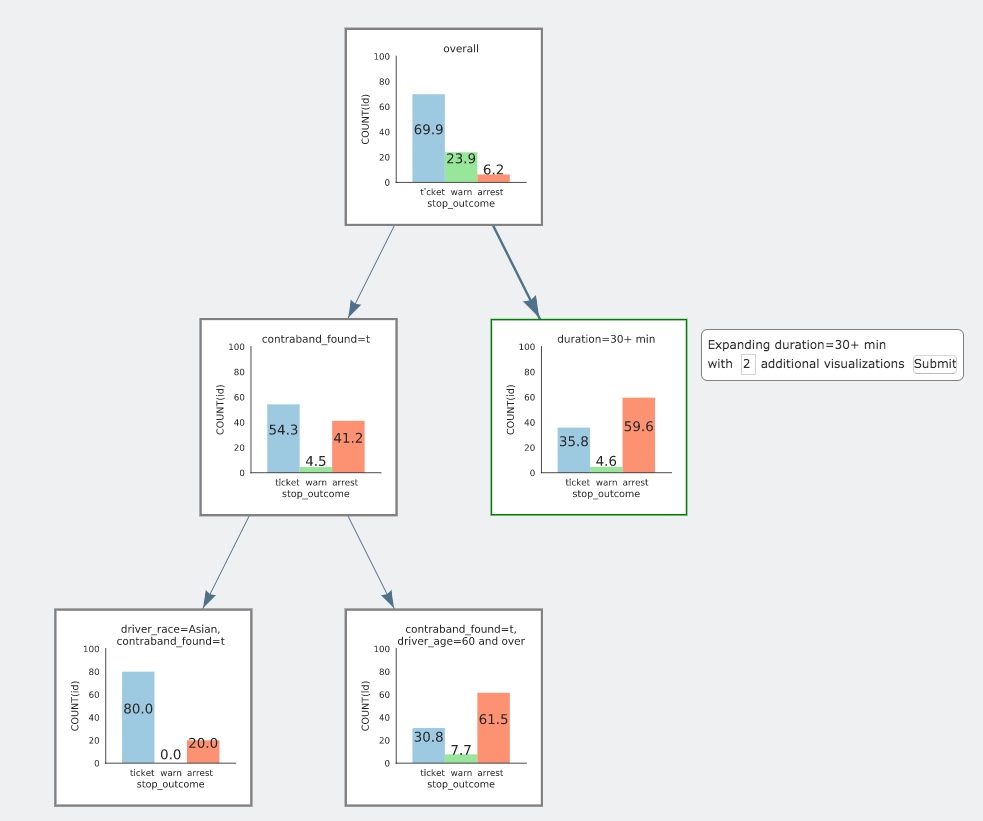 overall
100
80
60
40
20
0
COUNT(id)
69.9
23.9
6.2
ticket warn arrest
stop_outcome
contraband_found=t
100
80
60
40
20
0
COUNT(id)
54.3
4.5
41.2
ticket warn arrest
stop_outcome
duration=30+ min
100
80
60
40
20
0
COUNT(id)
35.8
4.6
59.6
ticket warn arrest
stop_outcome
Expanding duration=30+ min
with 2 additional visualizations Submit
driver_race=Asian,
contraband_found=t
100
80
60
40
20
0
COUNT(id)
80.0
0.0
20.0
ticket warn arrest
stop_outcome
contraband_found=t,
driver_age=60 and over
100
80
60
40
20
0
COUNT(id)
30.8
7.7
61.5
ticket warn arrest
stop_outcome